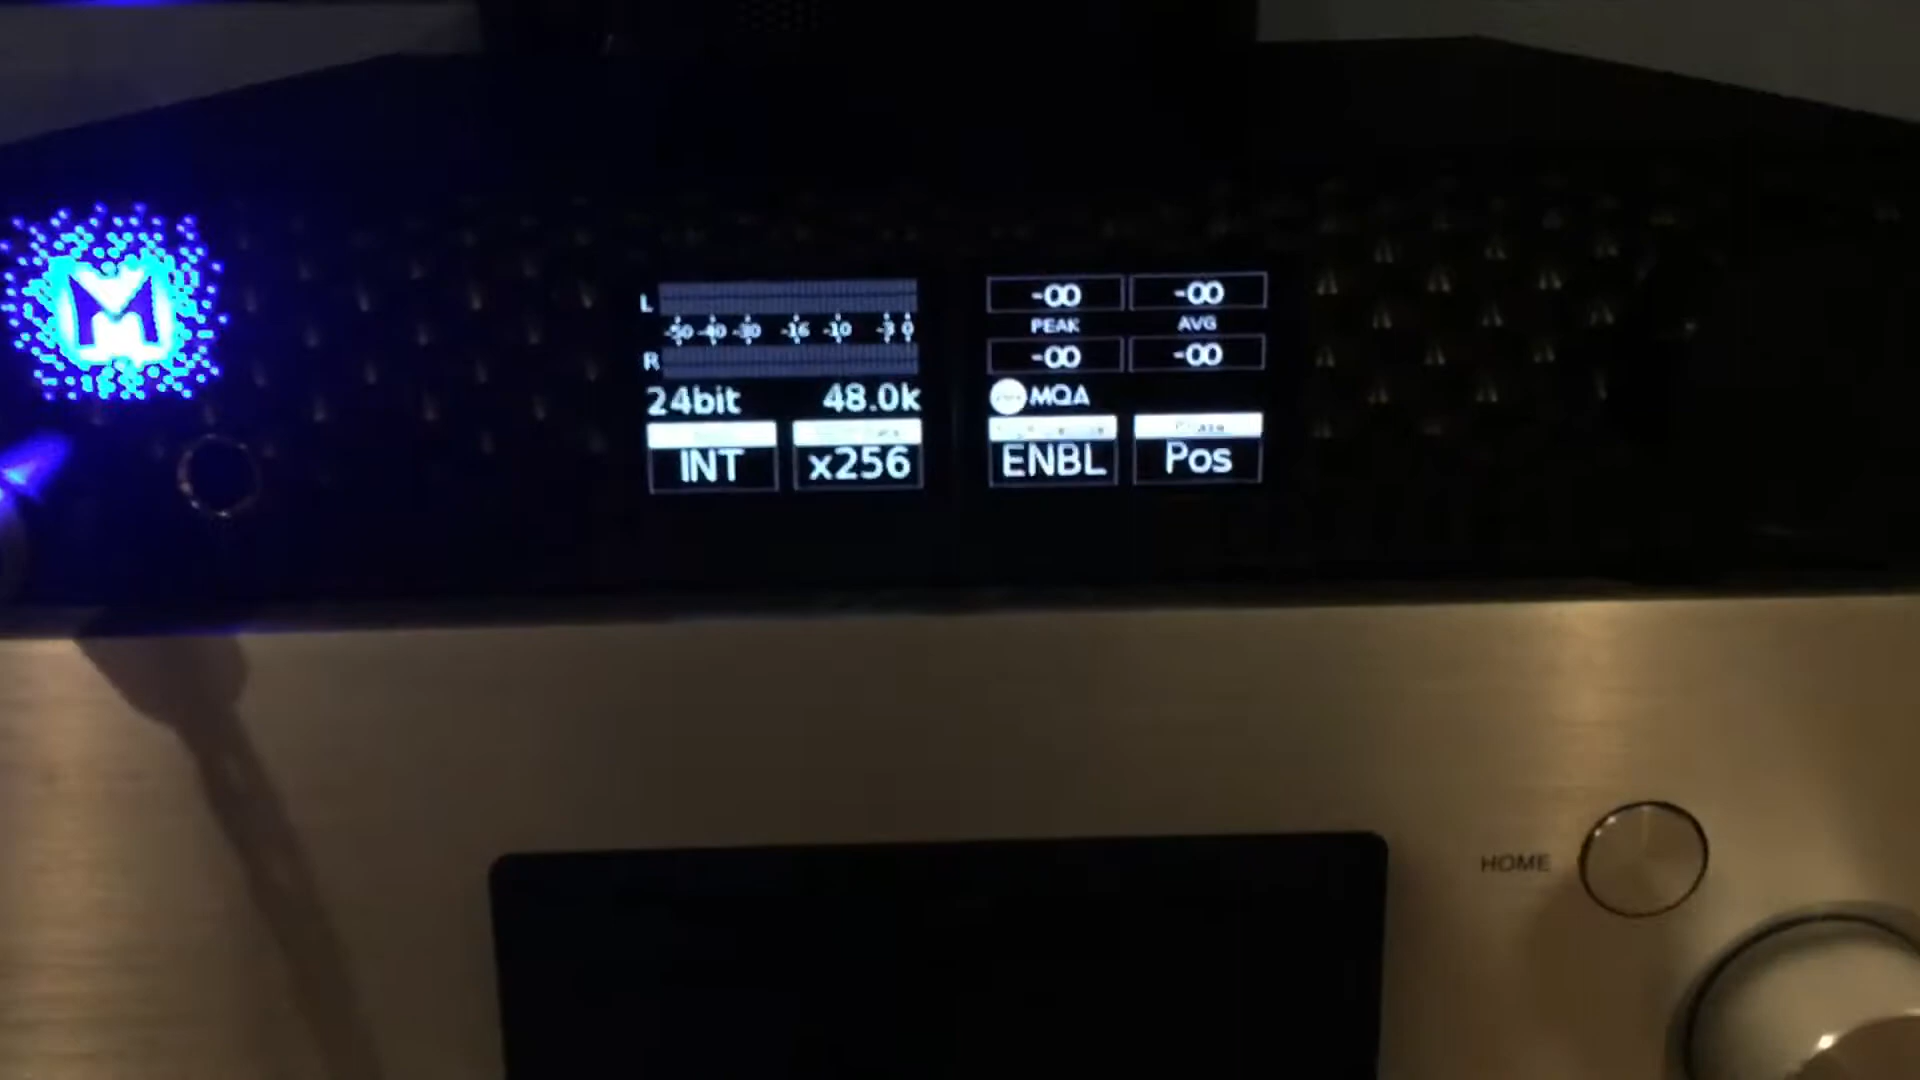 M
L
-50 -40 -30 -16 -10 -3 0
R
24bit 48.0k
INT x256
-00 -00
PEAK AVG
-00 -00
MQA
ENBL Pos
HOME